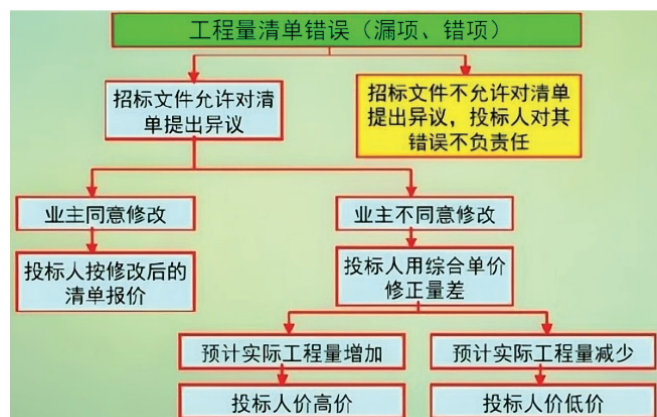 工程量清单错误（漏项、错项）
招标文件允许对清
单提出异议
招标文件不允许对清单
提出异议，投标人对其
错误不负责任
业主同意修改
业主不同意修改
投标人按修改后的
清单报价
投标人用综合单价
修正量差
预计实际工程量增加
预计实际工程量减少
投标人价高价
投标人价低价